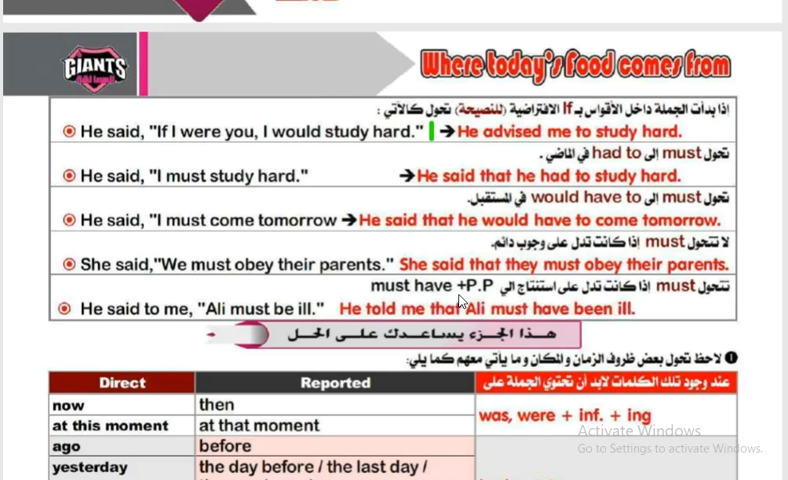 GIANTS
Where today's food comes from
إذا بدأت الجملة داخل الأقواس بـ If الافتراضية (للنصيحة) تحول كالآتي :
He said, "If I were you, I would study hard." ➔ He advised me to study hard.
تحول must إلى had to في الماضي .
He said, "I must study hard." ➔ He said that he had to study hard.
تحول must إلى would have to في المستقبل.
He said, "I must come tomorrow ➔ He said that he would have to come tomorrow.
لا تتحول must إذا كانت تدل على وجوب دائم.
She said,"We must obey their parents." She said that they must obey their parents.
تتحول must اذا كانت تدل على استنتاج الي must have +P.P
He said to me, "Ali must be ill." He told me that Ali must have been ill.
هذا الجزء يساعدك على الحل
❶ لاحظ تحول بعض ظروف الزمان والمكان و ما يأتي معهم كما يلي:
Direct Reported عند وجود تلك الكلمات لابد أن تحتوي الجملة على
now then
was, were + inf. + ing
at this moment at that moment
ago before
yesterday the day before / the last day /
Activate Windows
Go to Settings to activate Windows.